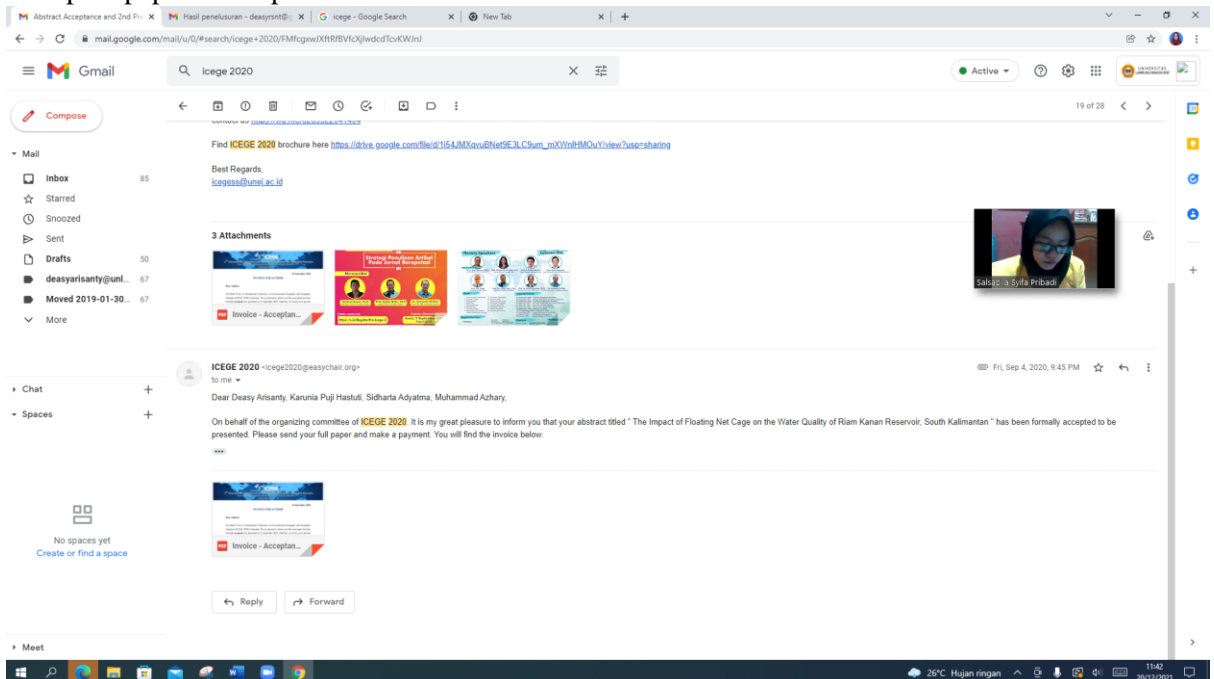 Abstract Acceptance and 2nd Pr
Hasil penelusuran - deasyrsnt@
icege - Google Search
New Tab
mail.google.com/mail/u/0/#search/icege+2020/FMfcgxwJXftRfBVfcXjlwdcdTcvKWJnJ
Gmail
icege 2020
Active
UNIVERSITAS
Compose
19 of 28
Mail
Inbox 85
Starred
Snoozed
Sent
Drafts 50
deasyarisanty@unl... 67
Moved 2019-01-30... 67
More
Find ICEGE 2020 brochure here https://drive.google.com/file/d/1i54JMXqvuBNet9E3LC9um_mXWnlHMOuY/view?usp=sharing
Best Regards,
icegess@unej.ac.id
3 Attachments
Strategi Penulisan Artikel
Pada Jurnal Bereputasi
PDF Invoice - Acceptan...
Salsab la Syifa Pribadi
ICEGE 2020 <icege2020@easychair.org>
Fri, Sep 4, 2020, 9:45 PM
to me
Dear Deasy Arisanty, Karunia Puji Hastuti, Sidharta Adyatma, Muhammad Azhary,
On behalf of the organizing committee of ICEGE 2020. It is my great pleasure to inform you that your abstract titled " The Impact of Floating Net Cage on the Water Quality of Riam Kanan Reservoir, South Kalimantan " has been formally accepted to be
presented. Please send your full paper and make a payment. You will find the invoice below.
PDF Invoice - Acceptan...
Reply
Forward
Chat
Spaces
No spaces yet
Create or find a space
Meet
26°C Hujan ringan
11:42
20/12/2021